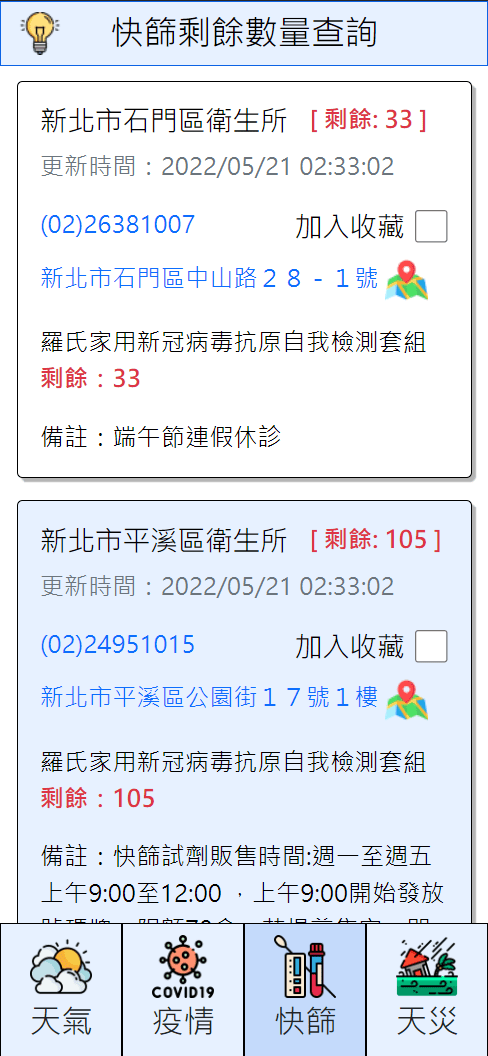 快篩剩餘數量查詢
新北市石門區衛生所 [ 剩餘: 33 ]
更新時間：2022/05/21 02:33:02
(02)26381007 加入收藏
新北市石門區中山路２８－１號
羅氏家用新冠病毒抗原自我檢測套組
剩餘：33
備註：端午節連假休診
新北市平溪區衛生所 [ 剩餘: 105 ]
更新時間：2022/05/21 02:33:02
(02)24951015 加入收藏
新北市平溪區公園街１７號１樓
羅氏家用新冠病毒抗原自我檢測套組
剩餘：105
備註：快篩試劑販售時間:週一至週五
上午9:00至12:00 ，上午9:00開始發放
COVID19
天氣 疫情 快篩 天災